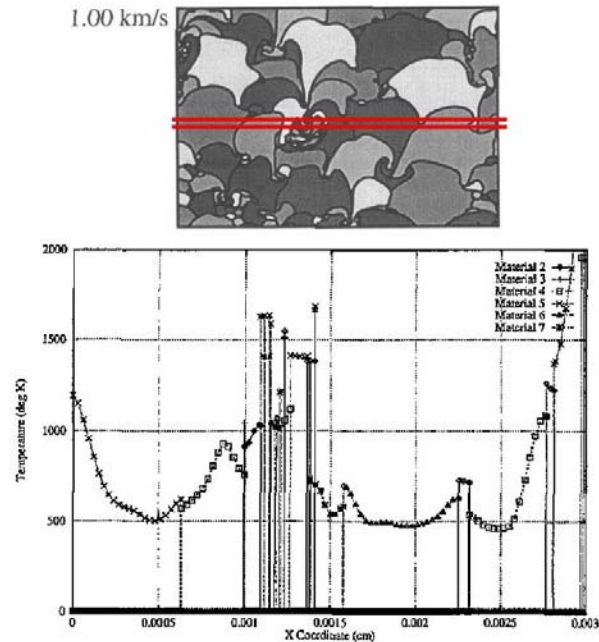 1.00 km/s
2000
1500
1000
500
0
Temperature (deg K)
Material 2
Material 3
Material 4
Material 5
Material 6
Material 7
0 0.0005 0.001 0.0015 0.002 0.0025 0.003
X Coordinate (cm)